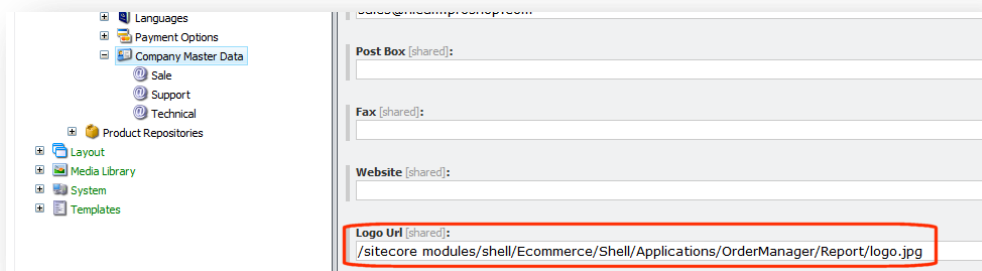 Languages
Payment Options
Company Master Data
Sale
Support
Technical
Product Repositories
Layout
Media Library
System
Templates
Post Box [shared]:
Fax [shared]:
Website [shared]:
Logo Url [shared]:
/sitecore modules/shell/Ecommerce/Shell/Applications/OrderManager/Report/logo.jpg